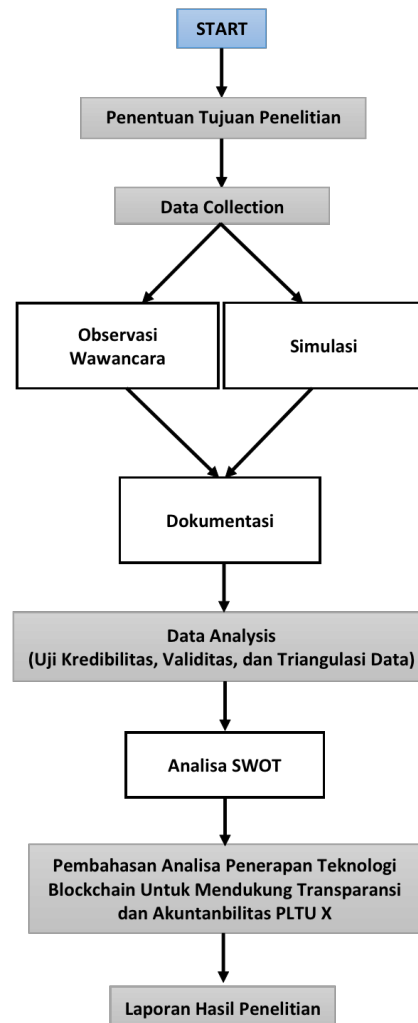 START
Penentuan Tujuan Penelitian
Data Collection
Observasi
Wawancara
Simulasi
Dokumentasi
Data Analysis
(Uji Kredibilitas, Validitas, dan Triangulasi Data)
Analisa SWOT
Pembahasan Analisa Penerapan Teknologi
Blockchain Untuk Mendukung Transparansi
dan Akuntanbilitas PLTU X
Laporan Hasil Penelitian